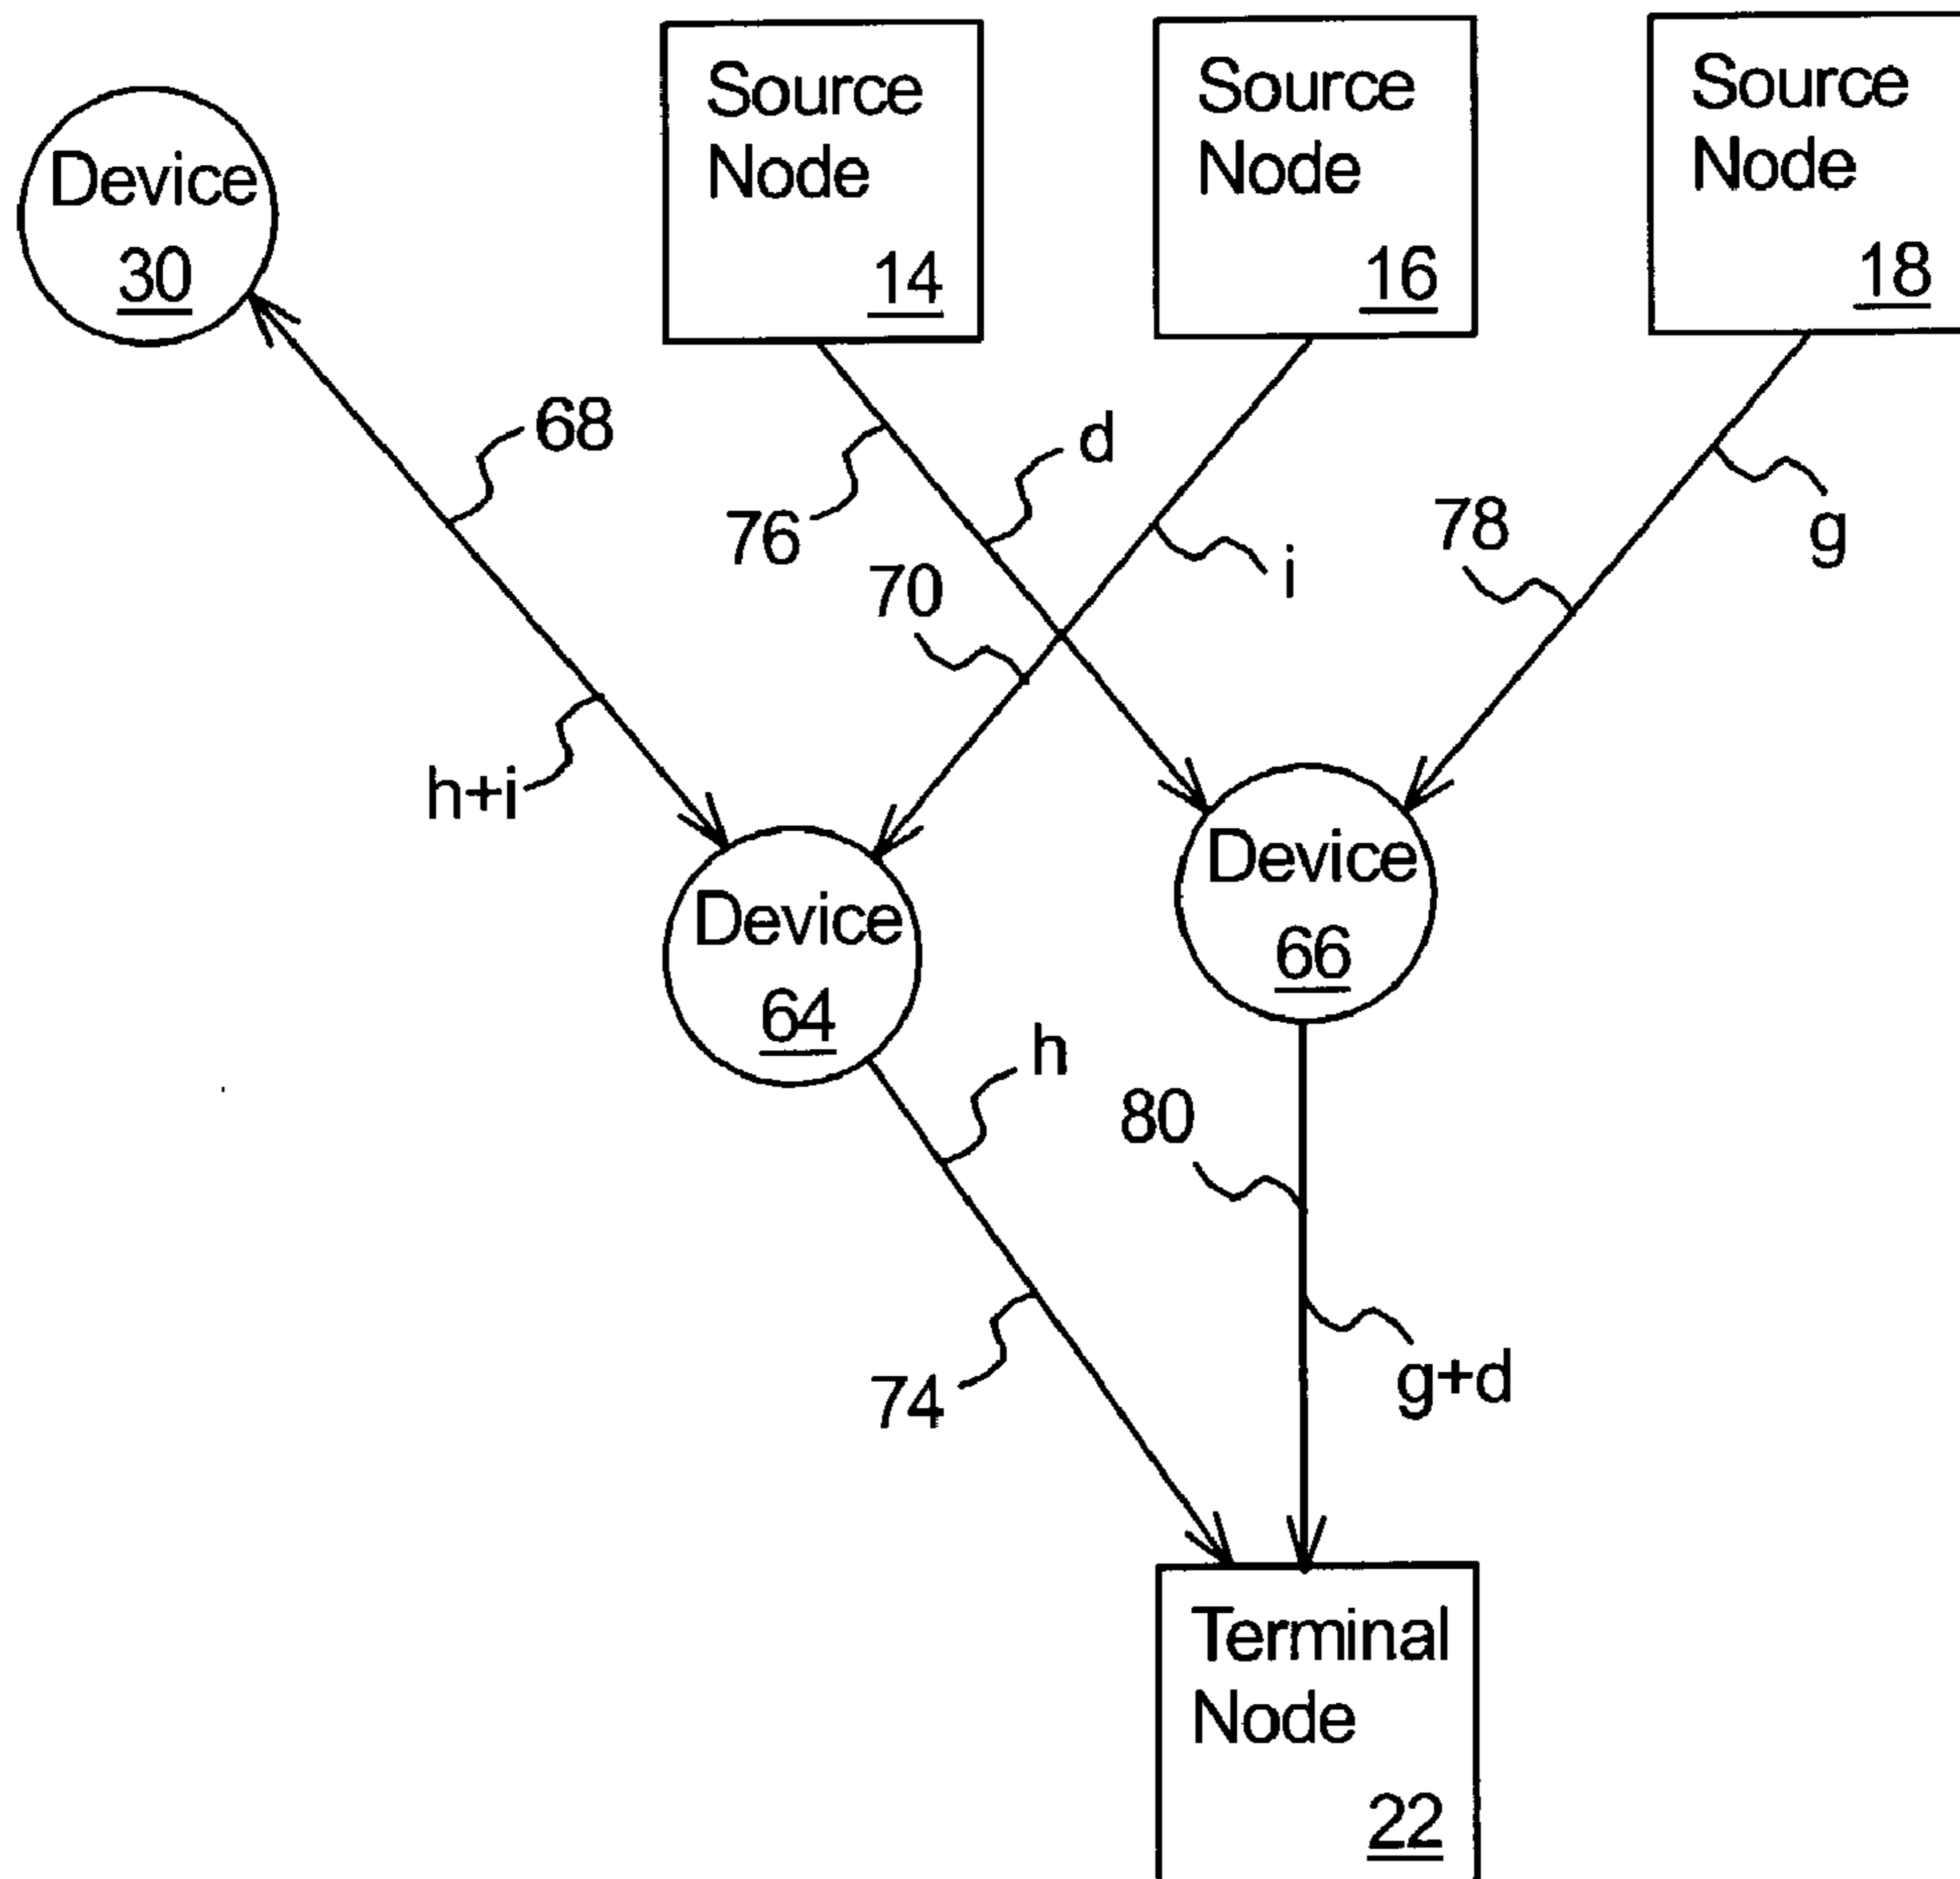 Source
Node
14
Source
Node
16
Source
Node
18
Device
30
68
d
76
78
g
i
70
h+i
Device
66
Device
64
h
80
g+d
74
Terminal
Node
22